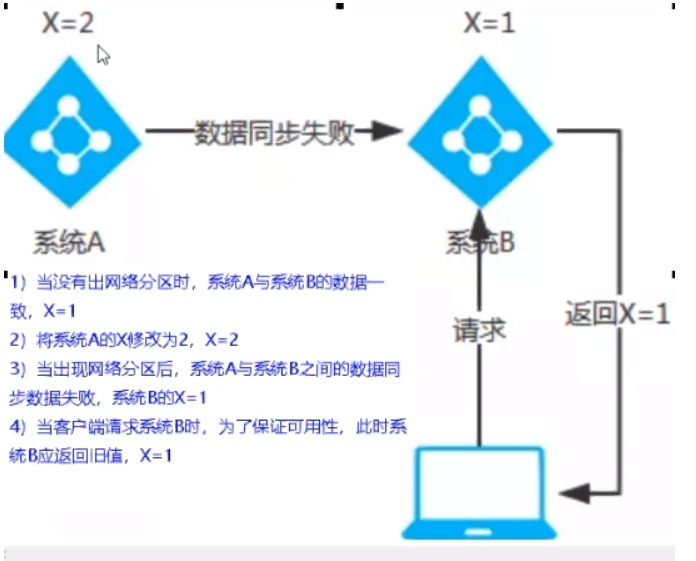 X=2
X=1
数据同步失败
系统A
系统B
1）当没有出网络分区时，系统A与系统B的数据一
致，X=1
2）将系统A的X修改为2，X=2
3）当出现网络分区后，系统A与系统B之间的数据同
步数据失败，系统B的X=1
4）当客户端请求系统B时，为了保证可用性，此时系
统B应返回旧值，X=1
请求
返回X=1